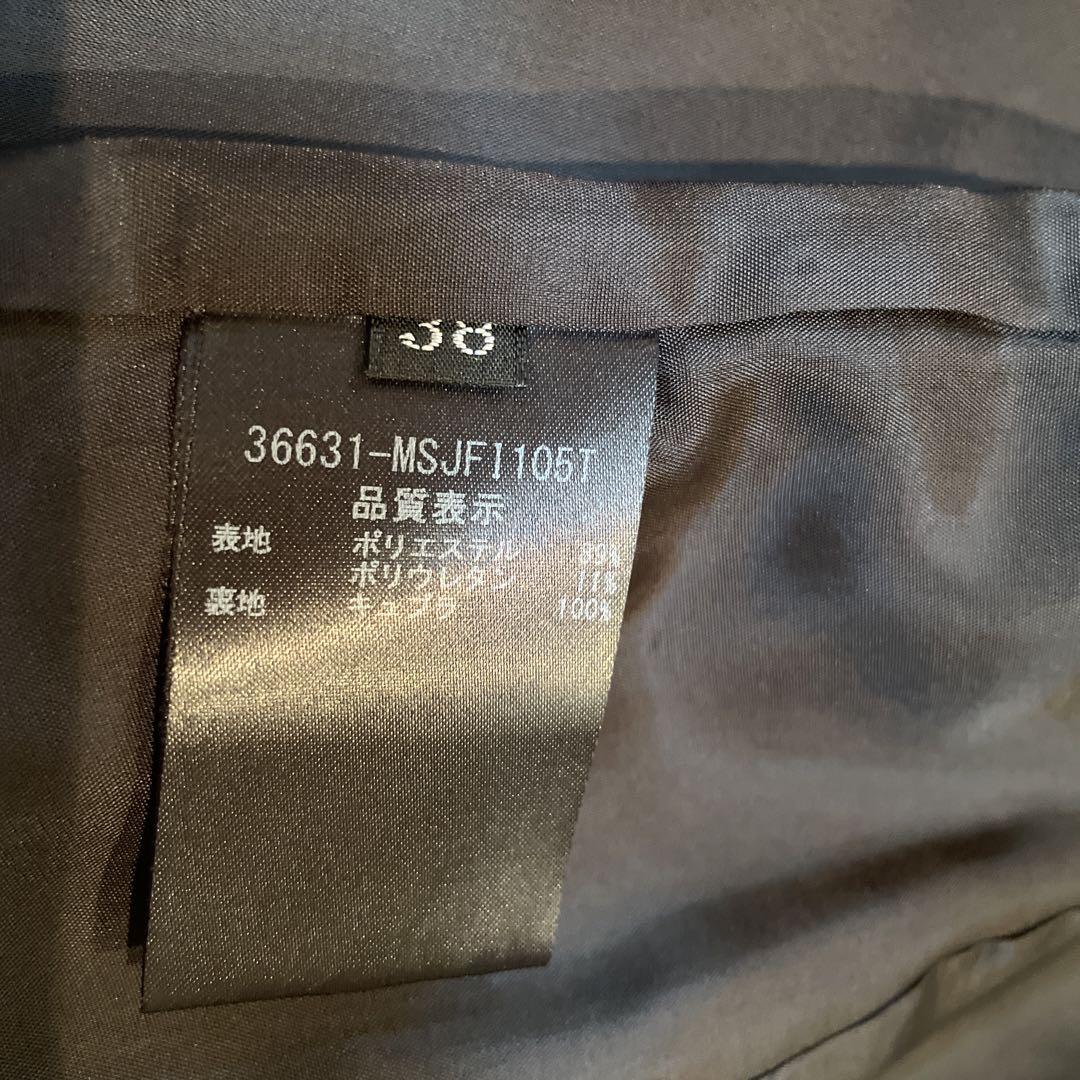 38
36631-MSJFI105T
品質表示
表地 ポリエステル 89%
ポリウレタン 11%
裏地 キュプラ 100%